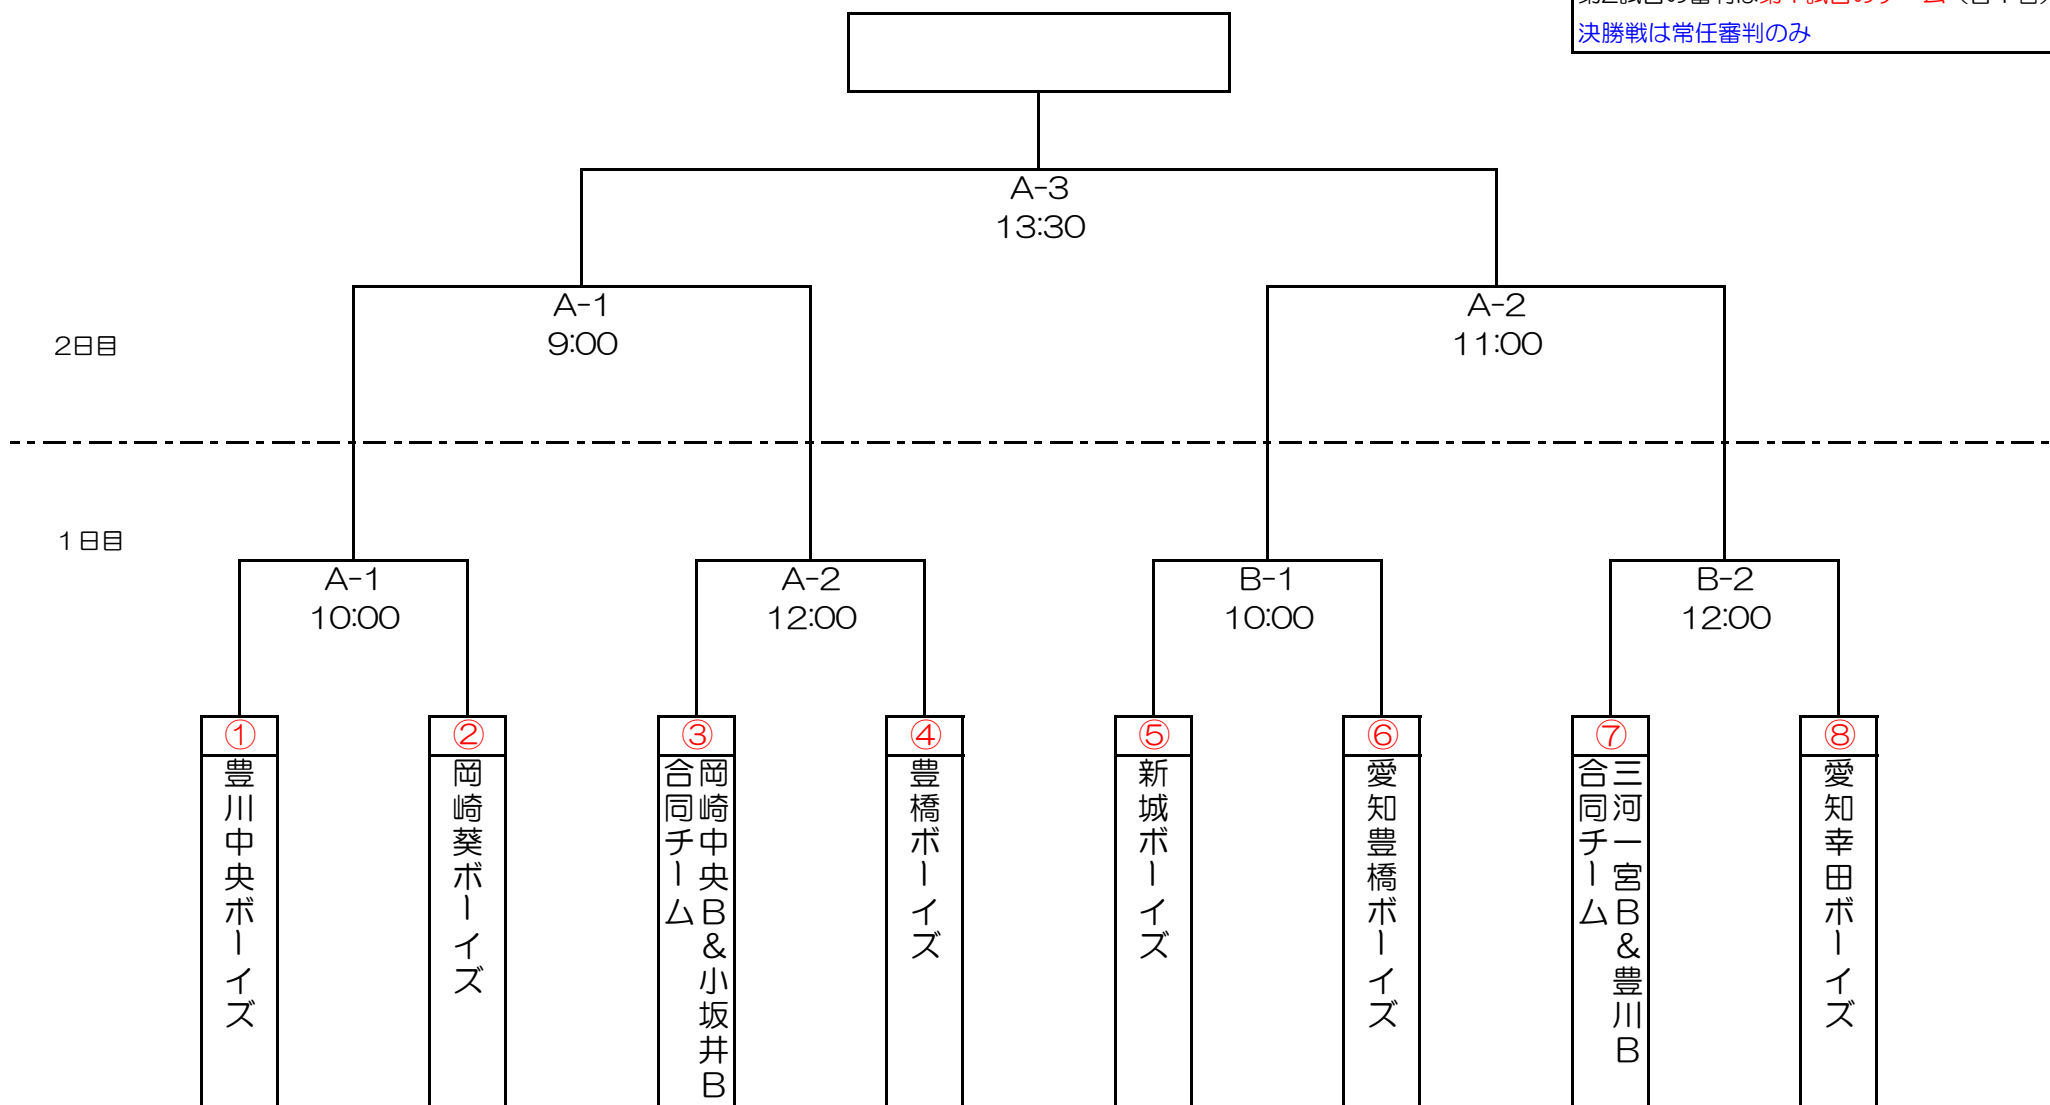 決勝戦は常任審判のみ
A-3
13:30
A-1
9:00
A-2
11:00
2日目
1日目
A-1
10:00
A-2
12:00
B-1
10:00
B-2
12:00
①
②
③
④
⑤
⑥
⑦
⑧
豊川中央ボーイズ
岡崎葵ボーイズ
岡崎中央B&小坂井B
合同チーム
豊橋ボーイズ
新城ボーイズ
愛知豊橋ボーイズ
三河一宮B&豊川B
合同チーム
愛知幸田ボーイズ